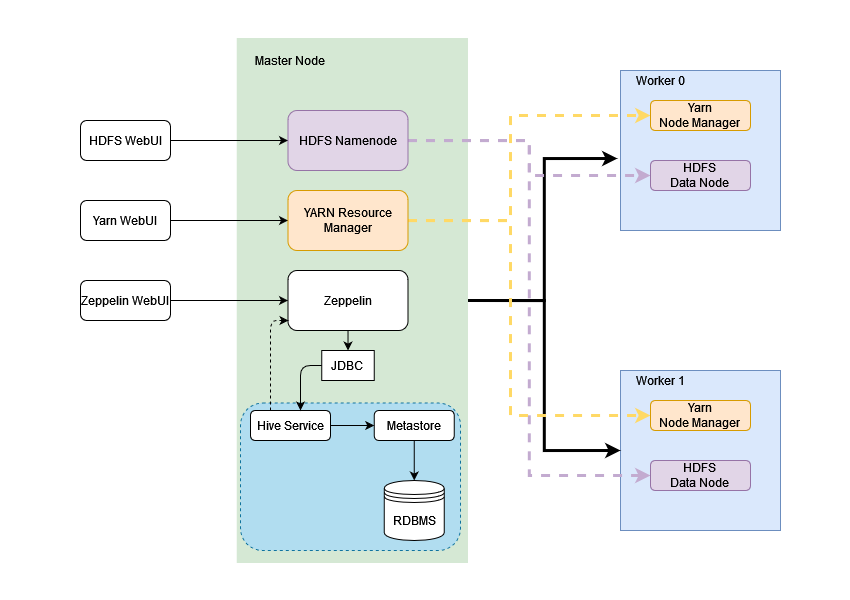 Master Node
Worker 0
Yarn
Node Manager
HDFS WebUI
HDFS Namenode
HDFS
Data Node
Yarn WebUI
YARN Resource
Manager
Zeppelin WebUI
Zeppelin
JDBC
Worker 1
Yarn
Node Manager
Hive Service
Metastore
HDFS
Data Node
RDBMS